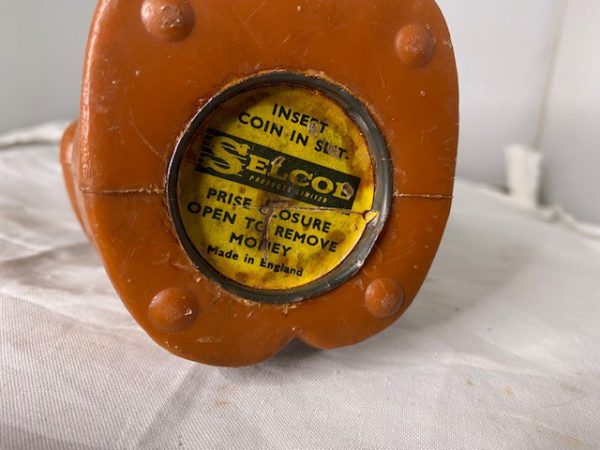 INSERT
COIN IN SLOT.
SELCOL
PRODUCTS LIMITED
PRISE CLOSURE
OPEN TO REMOVE
MONEY
Made in England